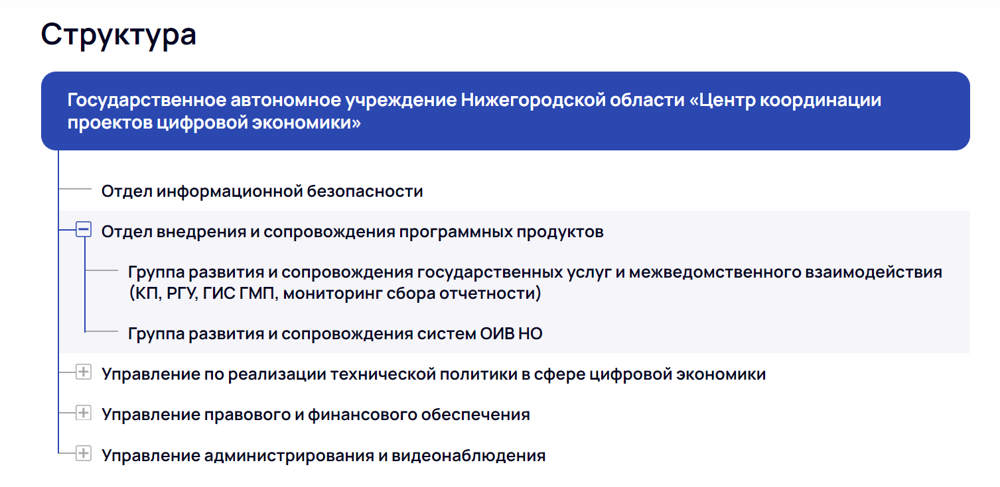 Структура
Государственное автономное учреждение Нижегородской области «Центр координации
проектов цифровой экономики»
Отдел информационной безопасности
Отдел внедрения и сопровождения программных продуктов
Группа развития и сопровождения государственных услуг и межведомственного взаимодействия
(КП, РГУ, ГИС ГМП, мониторинг сбора отчетности)
Группа развития и сопровождения систем ОИВ НО
Управление по реализации технической политики в сфере цифровой экономики
Управление правового и финансового обеспечения
Управление администрирования и видеонаблюдения